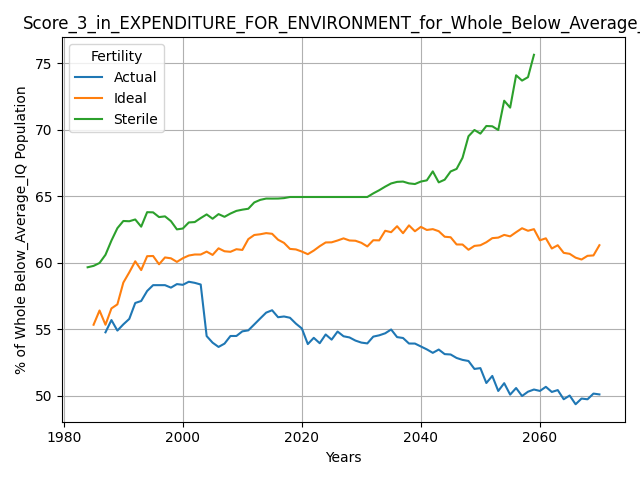 Score_3_in_EXPENDITURE_FOR_ENVIRONMENT_for_Whole_Below_Average_
Fertility
Actual
Ideal
Sterile
% of Whole Below_Average_IQ Population
75
70
65
60
55
50
1980
2000
2020
2040
2060
Years